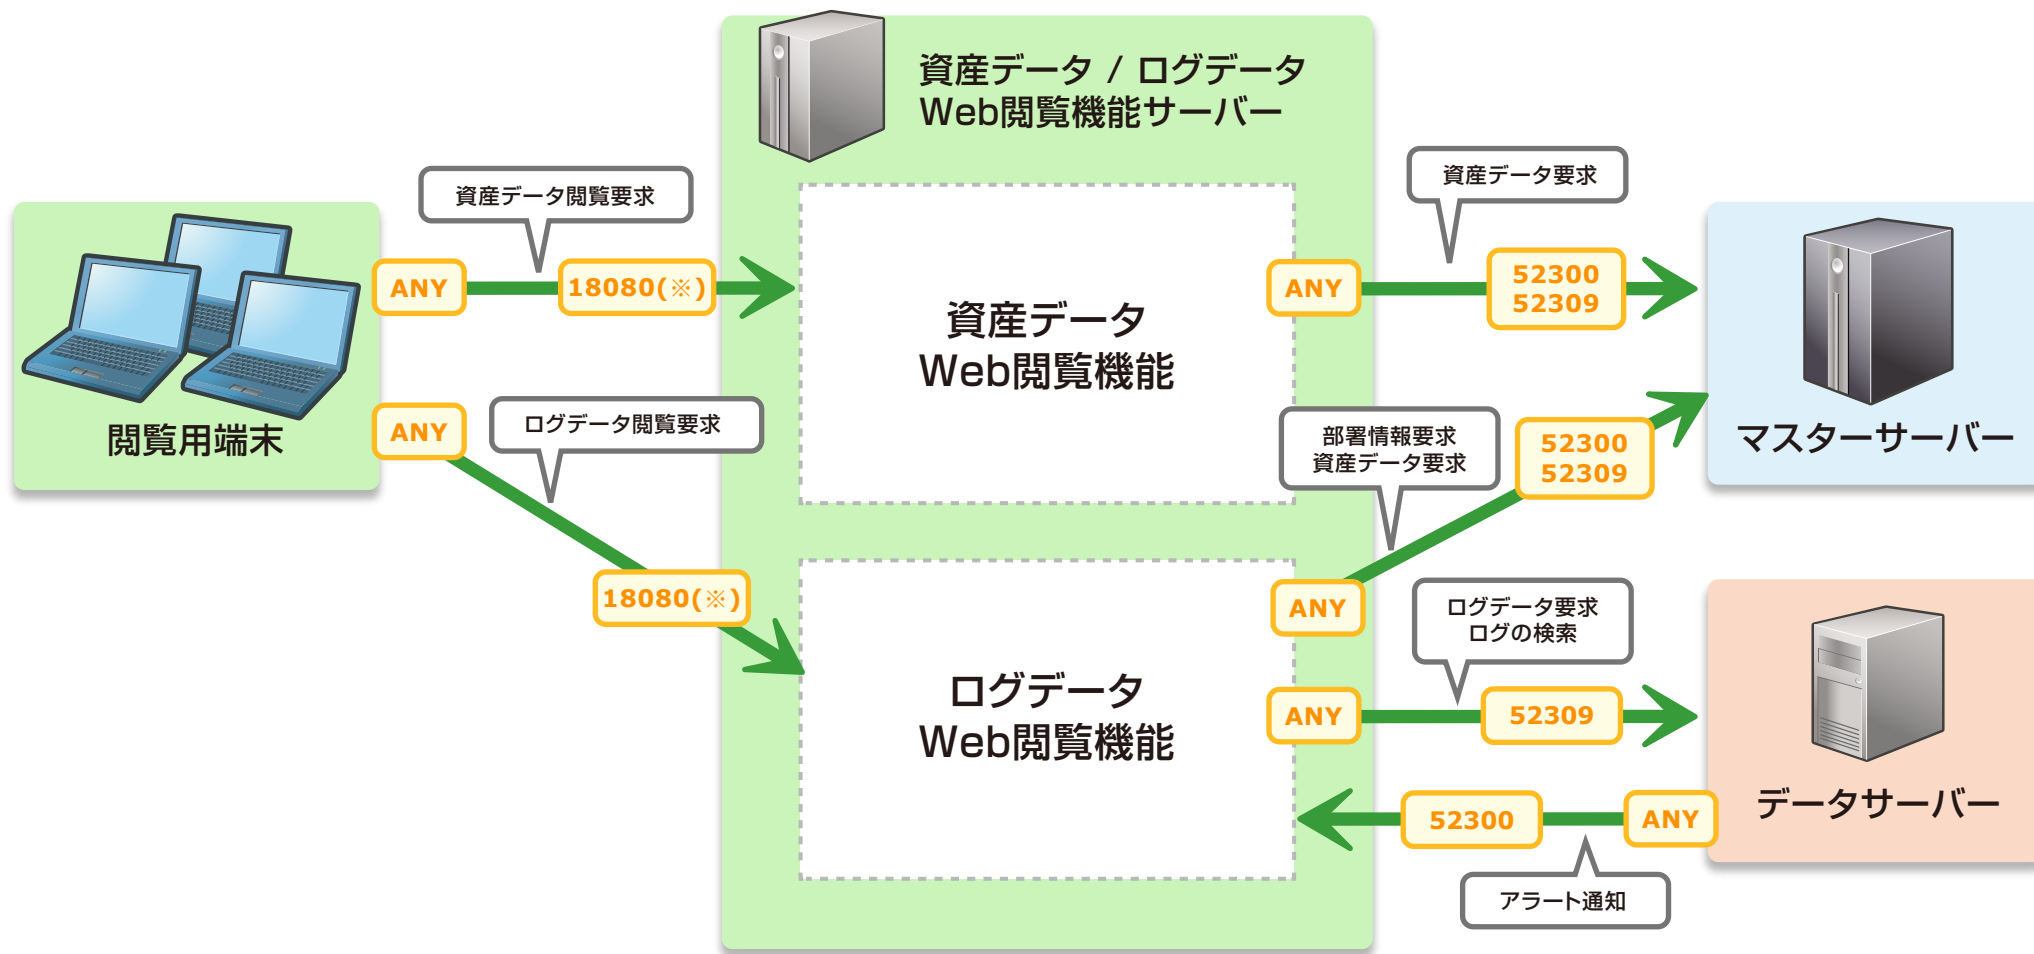 資産データ / ログデータ
Web閲覧機能サーバー
資産データ閲覧要求
ANY
18080(※)
閲覧用端末
ANY
ログデータ閲覧要求
18080(※)
資産データ
Web閲覧機能
ログデータ
Web閲覧機能
資産データ要求
ANY
52300
52309
マスターサーバー
部署情報要求
資産データ要求
52300
52309
ANY
ログデータ要求
ログの検索
ANY
52309
52300
ANY
データサーバー
アラート通知